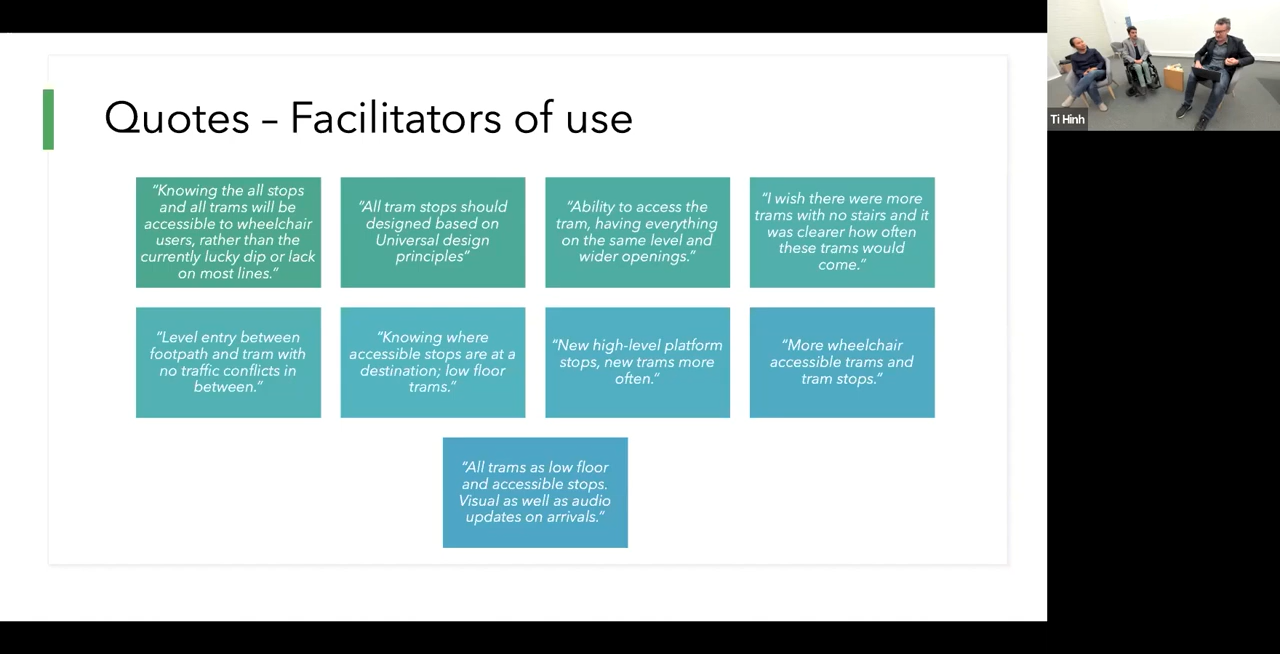 Quotes – Facilitators of use
“Knowing the all stops
and all trams will be
accessible to wheelchair
users, rather than the
currently lucky dip or lack
on most lines.”
“All tram stops should
designed based on
Universal design
principles”
“Ability to access the
tram, having everything
on the same level and
wider openings.”
“I wish there were more
trams with no stairs and it
was clearer how often
these trams would
come.”
“Level entry between
footpath and tram with
no traffic conflicts in
between.”
“Knowing where
accessible stops are at a
destination; low floor
trams.”
“New high-level platform
stops, new trams more
often.”
“More wheelchair
accessible trams and
tram stops.”
“All trams as low floor
and accessible stops.
Visual as well as audio
updates on arrivals.”
Ti Hinh